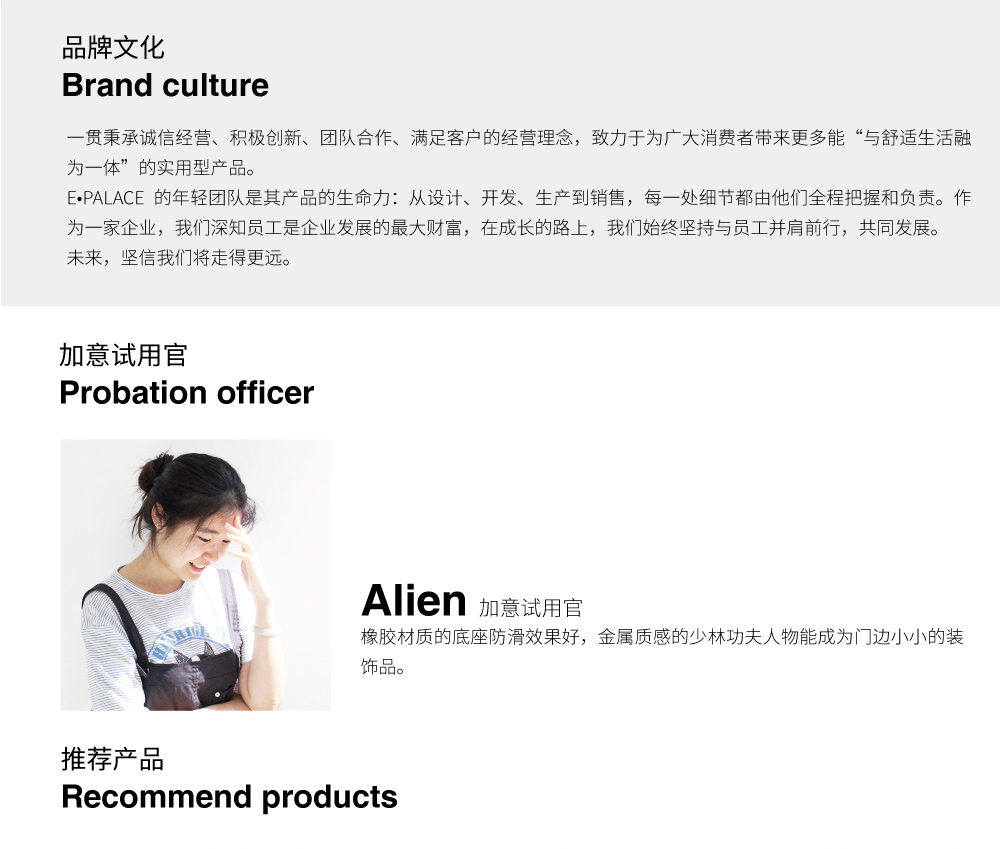 品牌文化
Brand culture
一贯秉承诚信经营、积极创新、团队合作、满足客户的经营理念，致力于为广大消费者带来更多能“与舒适生活融
为一体”的实用型产品。
E•PALACE 的年轻团队是其产品的生命力：从设计、开发、生产到销售，每一处细节都由他们全程把握和负责。作
为一家企业，我们深知员工是企业发展的最大财富，在成长的路上，我们始终坚持与员工并肩前行，共同发展。
未来，坚信我们将走得更远。
加意试用官
Probation officer
Alien 加意试用官
橡胶材质的底座防滑效果好，金属质感的少林功夫人物能成为门边小小的装
饰品。
推荐产品
Recommend products